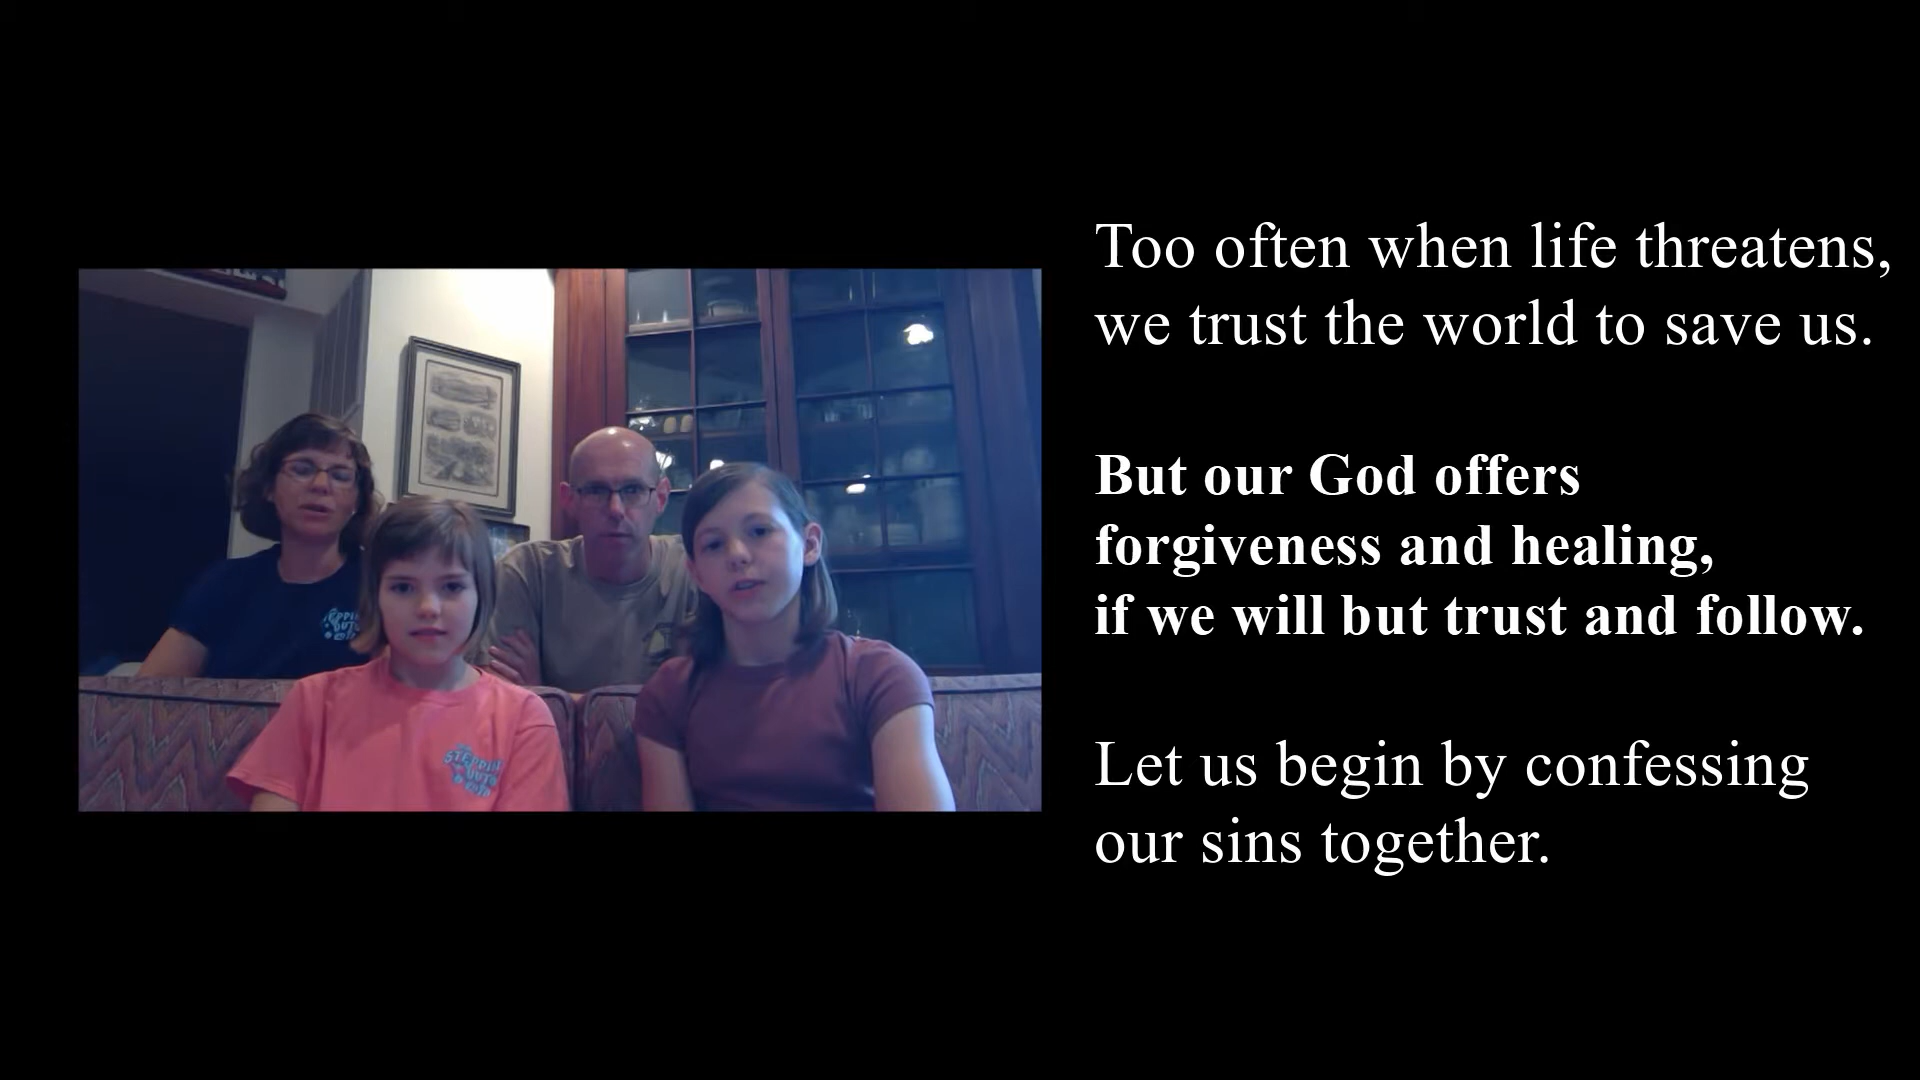 Too often when life threatens,
we trust the world to save us.
But our God offers
forgiveness and healing,
if we will but trust and follow.
Let us begin by confessing
our sins together.